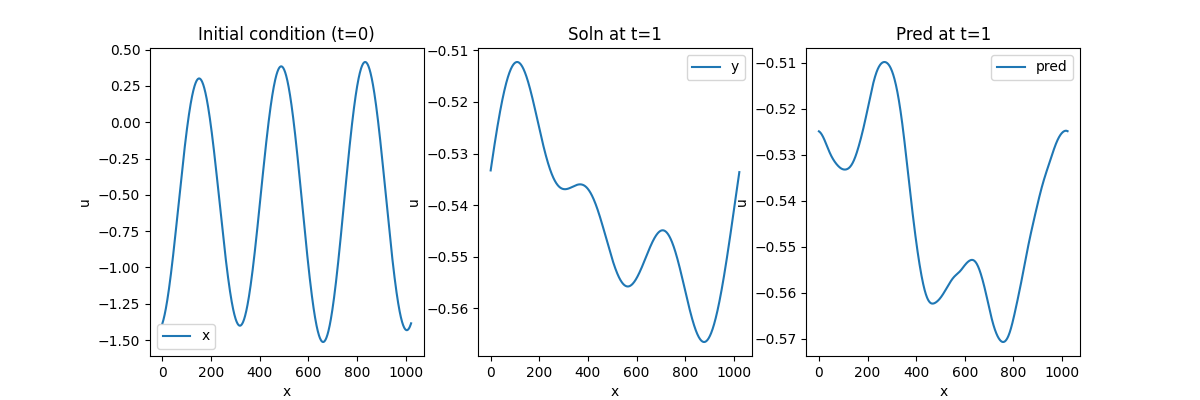 Initial condition (t=0)
0.50
0.25
0.00
−0.25
−0.50
−0.75
−1.00
−1.25
−1.50
u
x
0 200 400 600 800 1000
x
Soln at t=1
−0.51
−0.52
−0.53
−0.54
−0.55
−0.56
u
y
0 200 400 600 800 1000
x
Pred at t=1
−0.51
−0.52
−0.53
−0.54
−0.55
−0.56
−0.57
u
pred
0 200 400 600 800 1000
x